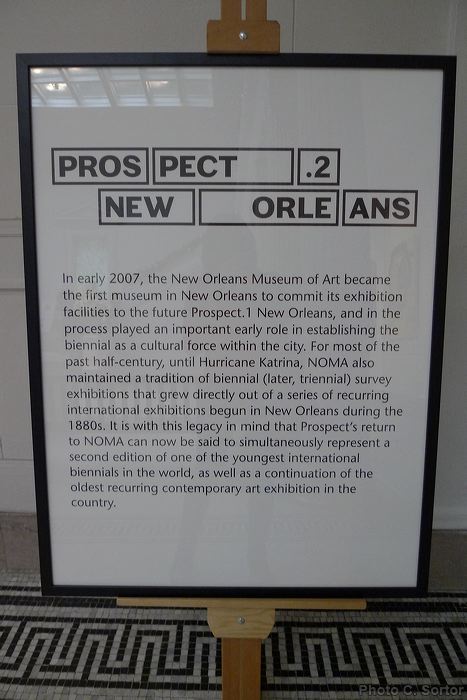 PROSPECT .2
NEW ORLEANS
In early 2007, the New Orleans Museum of Art became
the first museum in New Orleans to commit its exhibition
facilities to the future Prospect.1 New Orleans, and in the
process played an important early role in establishing the
biennial as a cultural force within the city. For most of the
past half-century, until Hurricane Katrina, NOMA also
maintained a tradition of biennial (later, triennial) survey
exhibitions that grew directly out of a series of recurring
international exhibitions begun in New Orleans during the
1880s. It is with this legacy in mind that Prospect's return
to NOMA can now be said to simultaneously represent a
second edition of one of the youngest international
biennials in the world, as well as a continuation of the
oldest recurring contemporary art exhibition in the
country.
Photo C. Sortor